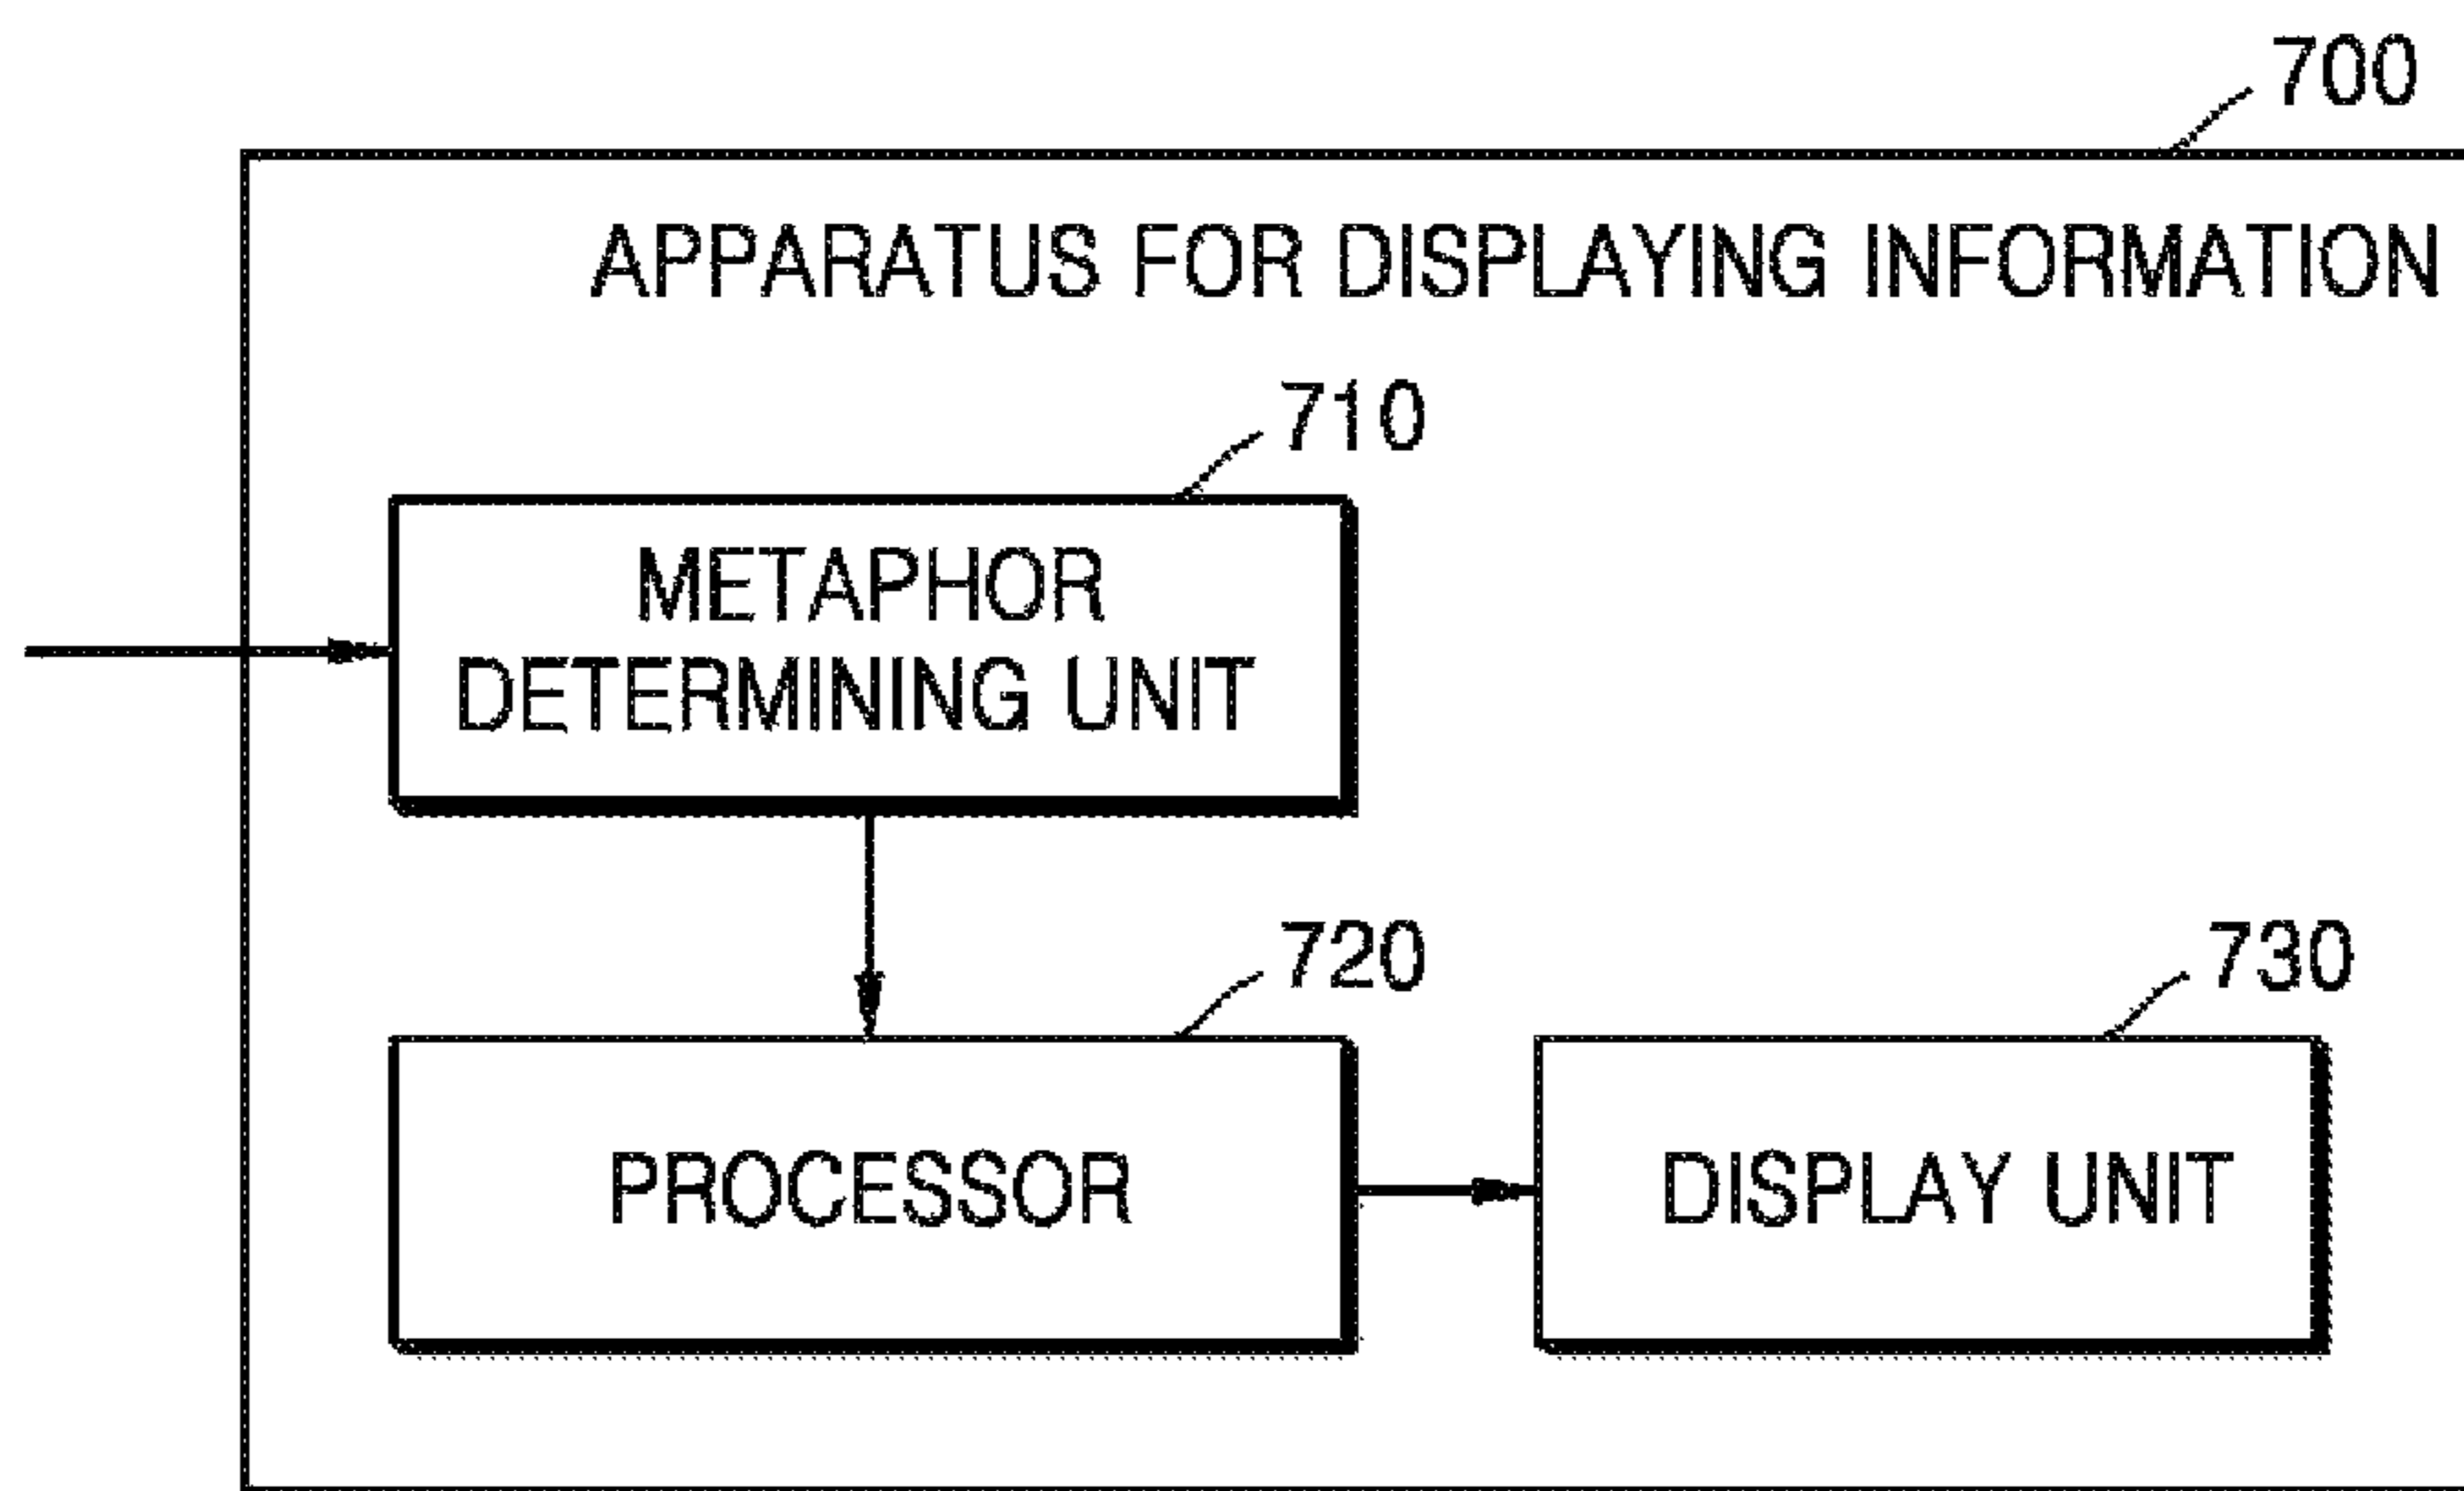 700
APPARATUS FOR DISPLAYING INFORMATION
710
METAPHOR
DETERMINING UNIT
720
730
PROCESSOR
DISPLAY UNIT